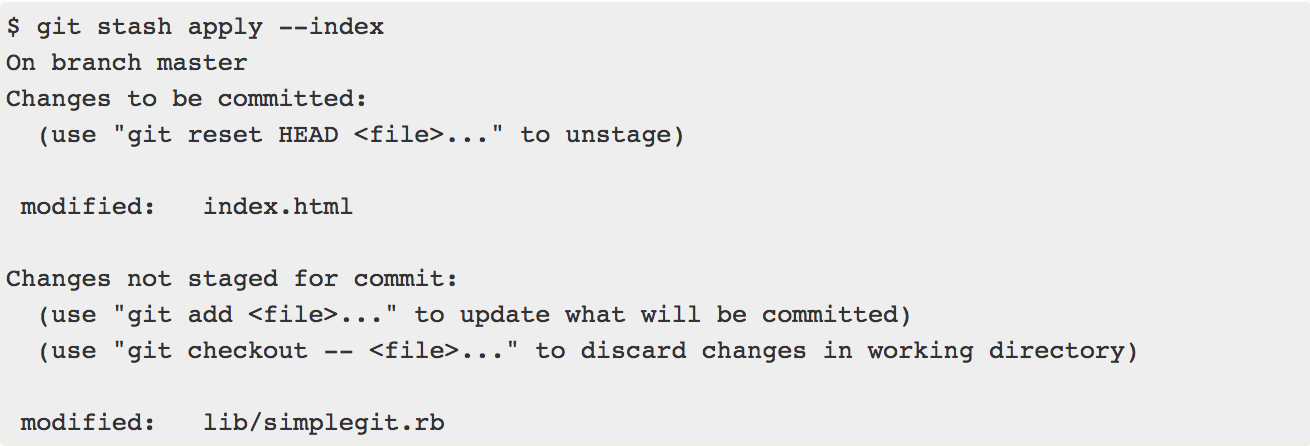 $ git stash apply --index
On branch master
Changes to be committed:
  (use "git reset HEAD <file>..." to unstage)

 modified:   index.html

Changes not staged for commit:
  (use "git add <file>..." to update what will be committed)
  (use "git checkout -- <file>..." to discard changes in working directory)

 modified:   lib/simplegit.rb